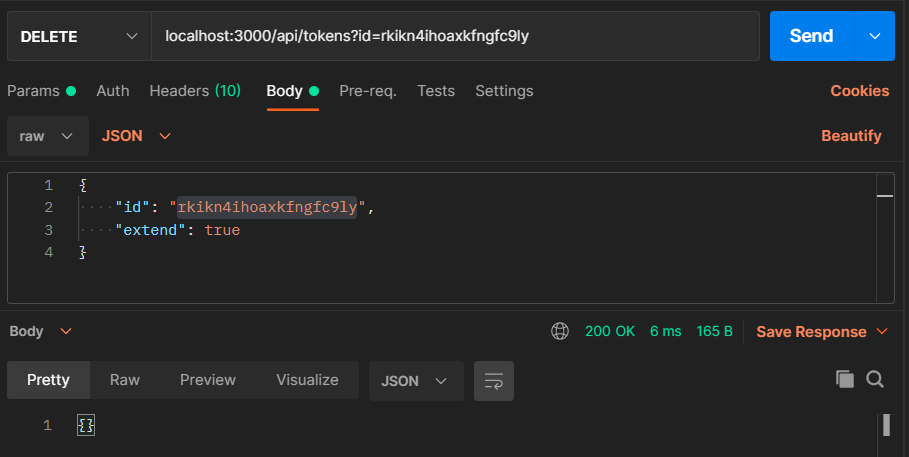 DELETE localhost:3000/api/tokens?id=rkikn4ihoaxkfngfc9ly Send
Params Auth Headers (10) Body Pre-req. Tests Settings Cookies
raw JSON Beautify
1 {
2 "id": "rkikn4ihoaxkfngfc9ly",
3 "extend": true
4 }
Body 200 OK 6 ms 165 B Save Response
Pretty Raw Preview Visualize JSON
1 {}